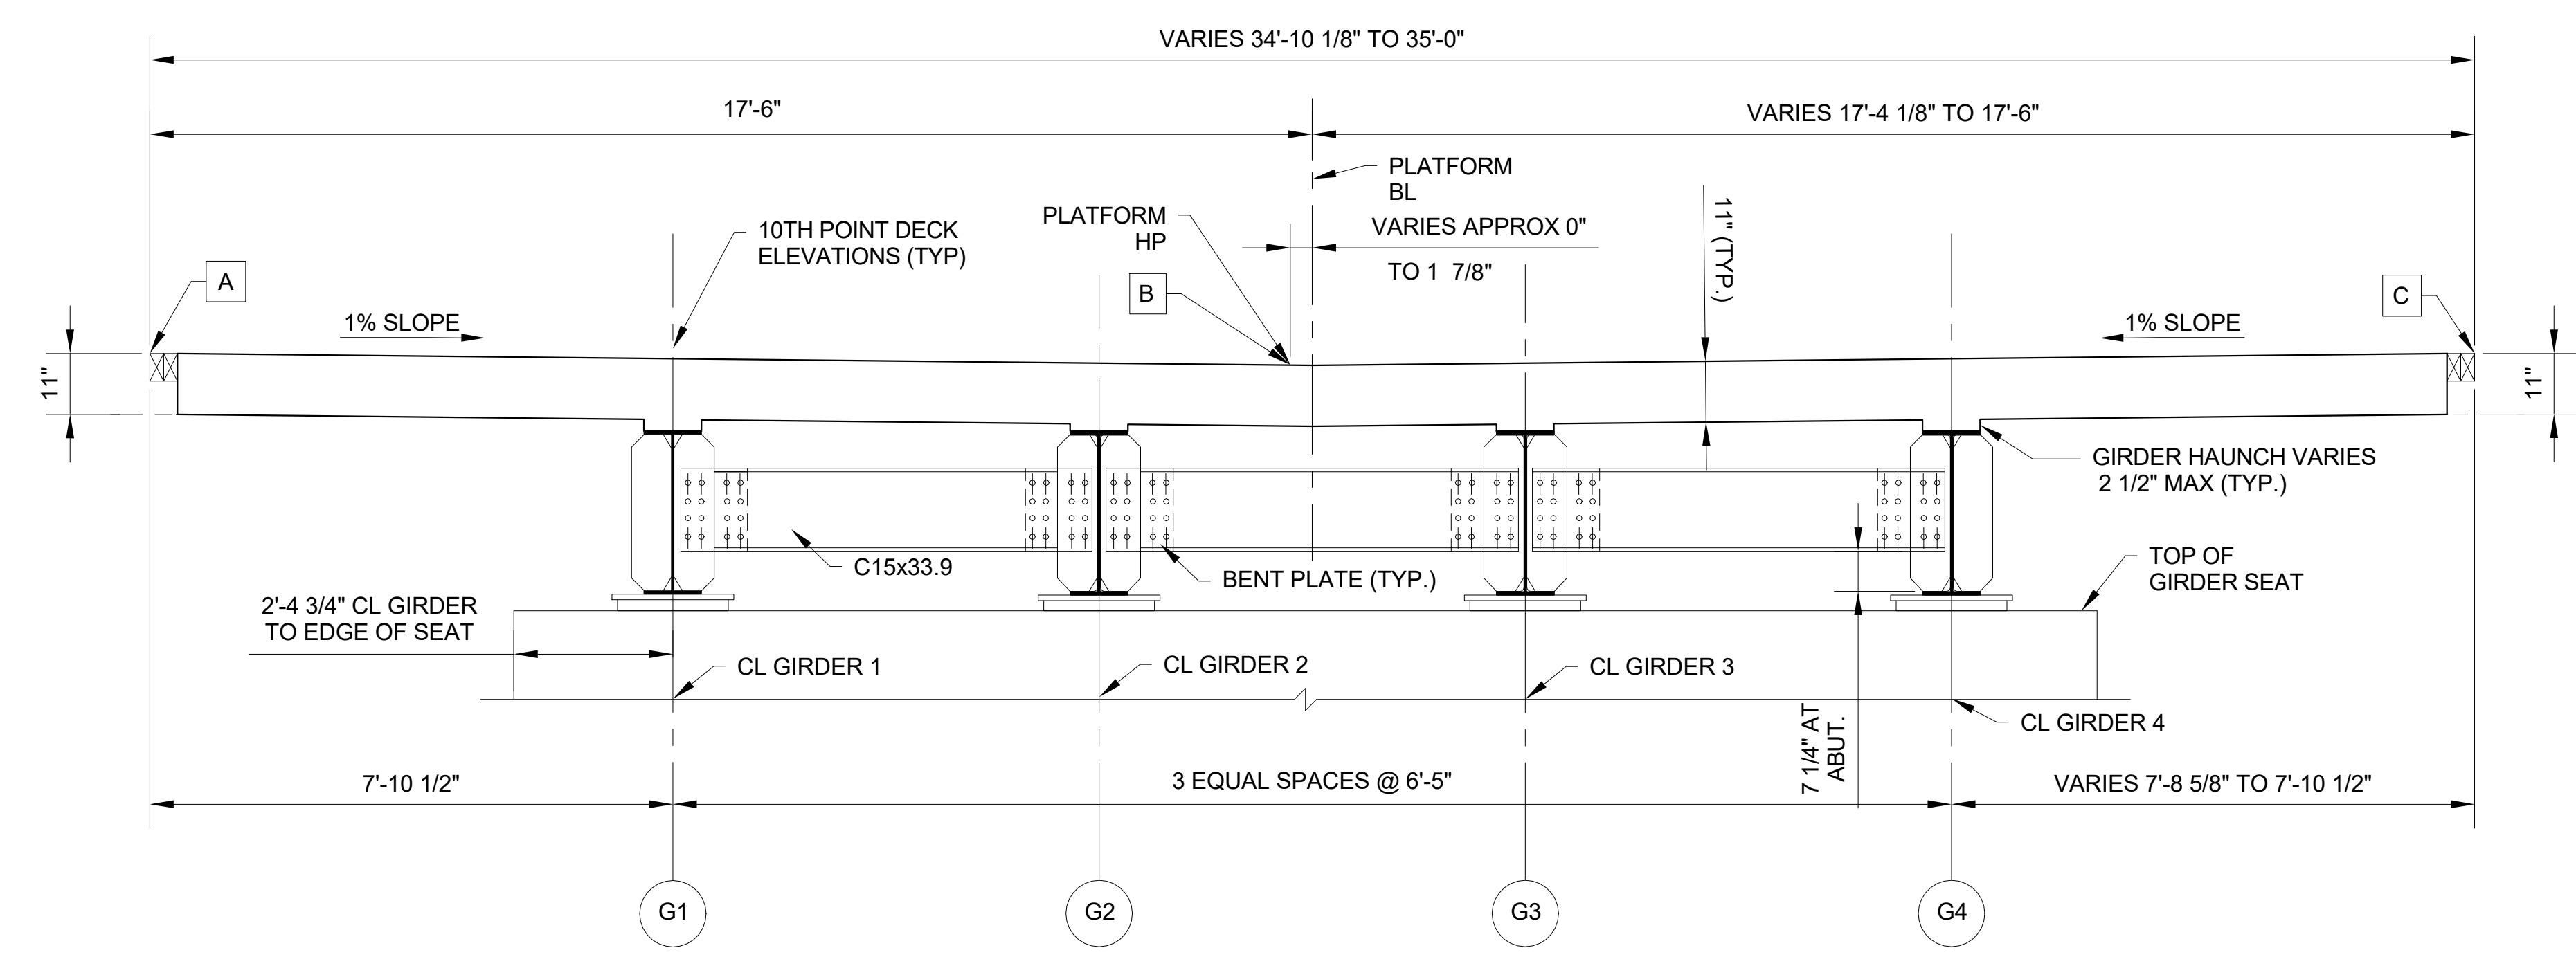 VARIES 34'-10 1/8" TO 35'-0"
17'-6"
VARIES 17'-4 1/8" TO 17'-6"
PLATFORM
BL
PLATFORM
HP
VARIES APPROX 0"
TO 1 7/8"
11" (TYP.)
10TH POINT DECK
ELEVATIONS (TYP)
A
B
C
1% SLOPE
1% SLOPE
11"
11"
GIRDER HAUNCH VARIES
2 1/2" MAX (TYP.)
C15x33.9
BENT PLATE (TYP.)
TOP OF
GIRDER SEAT
2'-4 3/4" CL GIRDER
TO EDGE OF SEAT
CL GIRDER 1
CL GIRDER 2
CL GIRDER 3
CL GIRDER 4
7 1/4" AT
ABUT.
7'-10 1/2"
3 EQUAL SPACES @ 6'-5"
VARIES 7'-8 5/8" TO 7'-10 1/2"
G1
G2
G3
G4